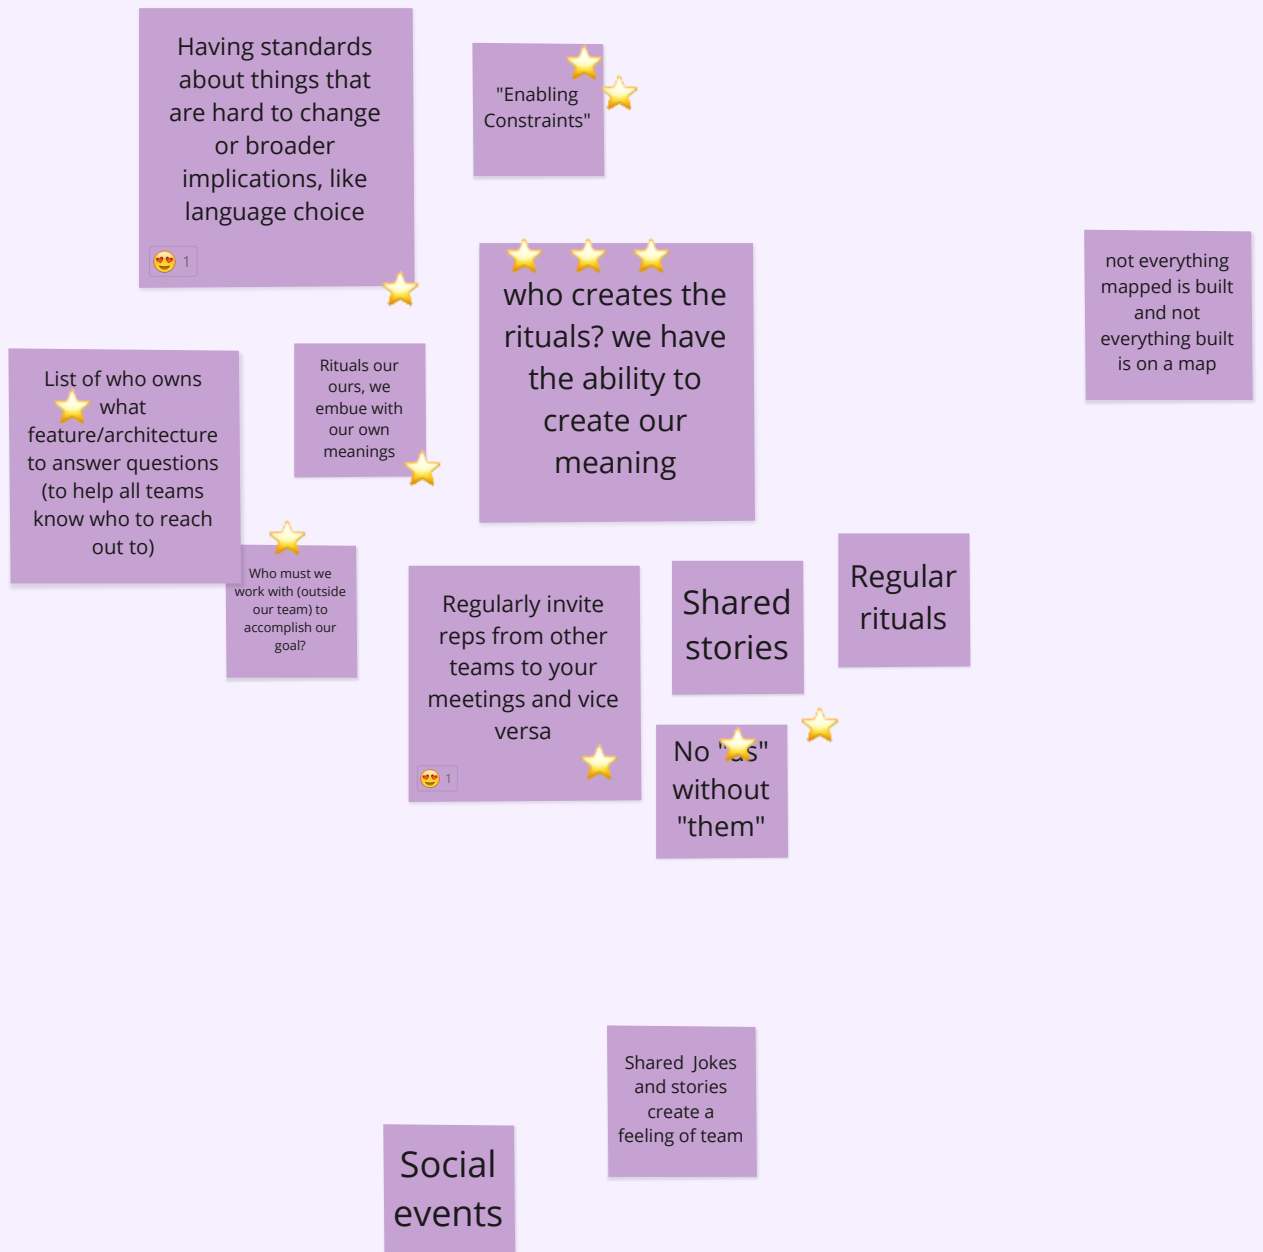 Having standards
about things that
are hard to change
or broader
implications, like
language choice
1
"Enabling
Constraints"
not everything
mapped is built
and not
everything built
is on a map
who creates the
rituals? we have
the ability to
create our
meaning
Rituals our
ours, we
embue with
our own
meanings
List of who owns
what
feature/architecture
to answer questions
(to help all teams
know who to reach
out to)
Who must we
work with (outside
our team) to
accomplish our
goal?
Regularly invite
reps from other
teams to your
meetings and vice
versa
1
Shared
stories
Regular
rituals
No "us"
without
"them"
Shared Jokes
and stories
create a
feeling of team
Social
events